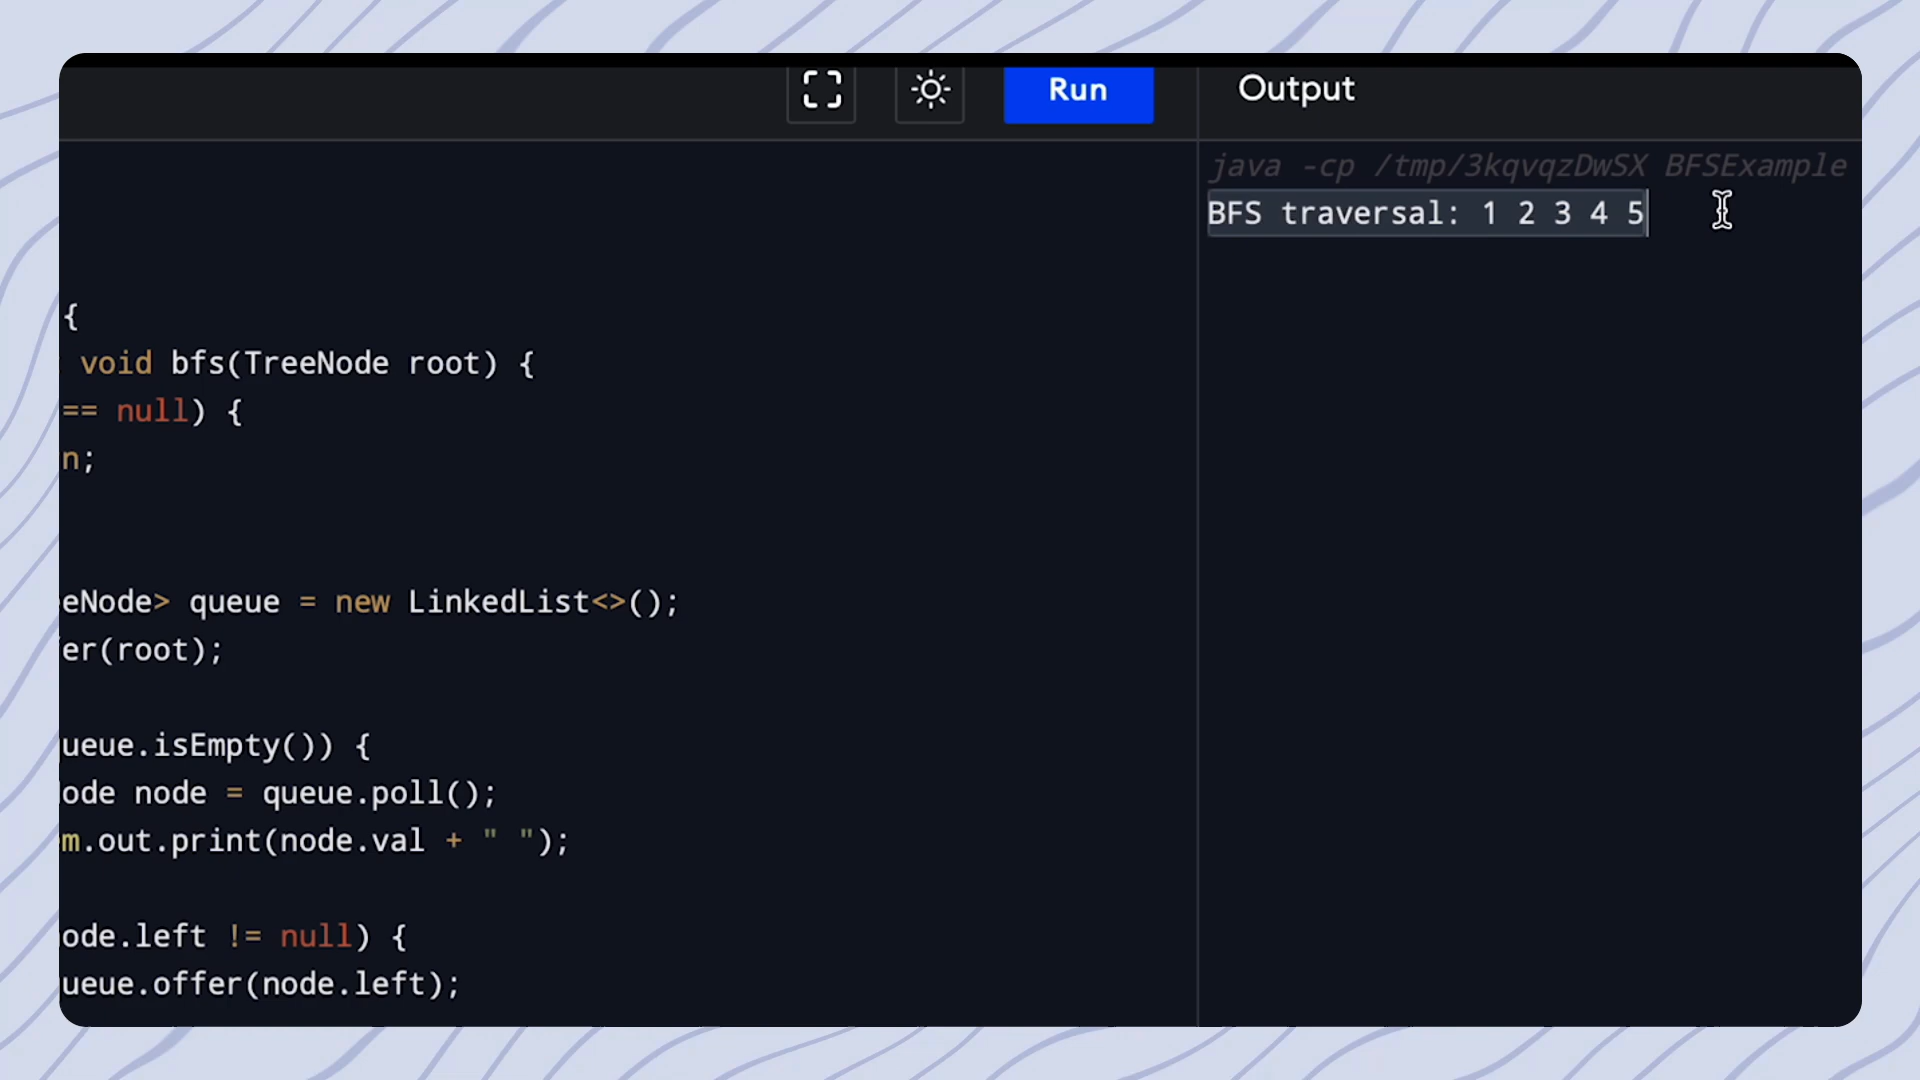 Run
Output
java -cp /tmp/3kqvqzDwSX BFSExample
BFS traversal: 1 2 3 4 5
{
void bfs(TreeNode root) {
== null) {
n;
eNode> queue = new LinkedList<>();
er(root);
ueue.isEmpty()) {
ode node = queue.poll();
m.out.print(node.val + " ");
ode.left != null) {
ueue.offer(node.left);